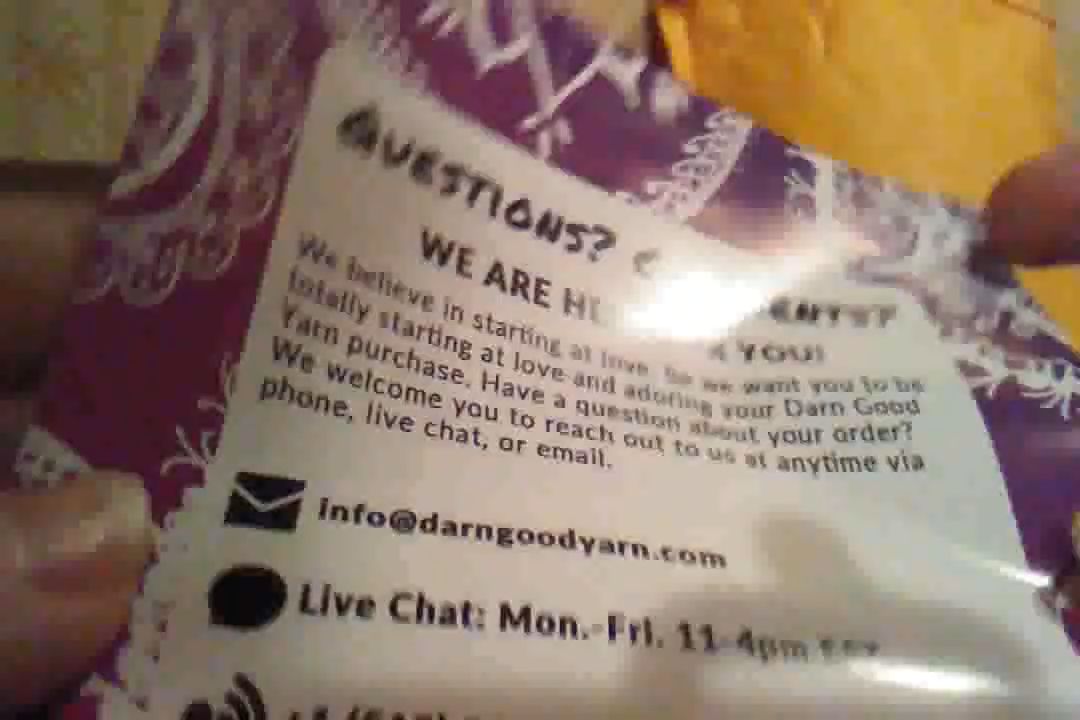 QUESTIONS?
WE ARE
YOU!
We believe in starting at love. So we want you to be
totally starting at love and adoring your Darn Good
Yarn purchase. Have a question about your order?
We welcome you to reach out to us at anytime via
phone, live chat, or email.
info@darngoodyarn.com
Live Chat: Mon.-Fri. 11-4pm EST